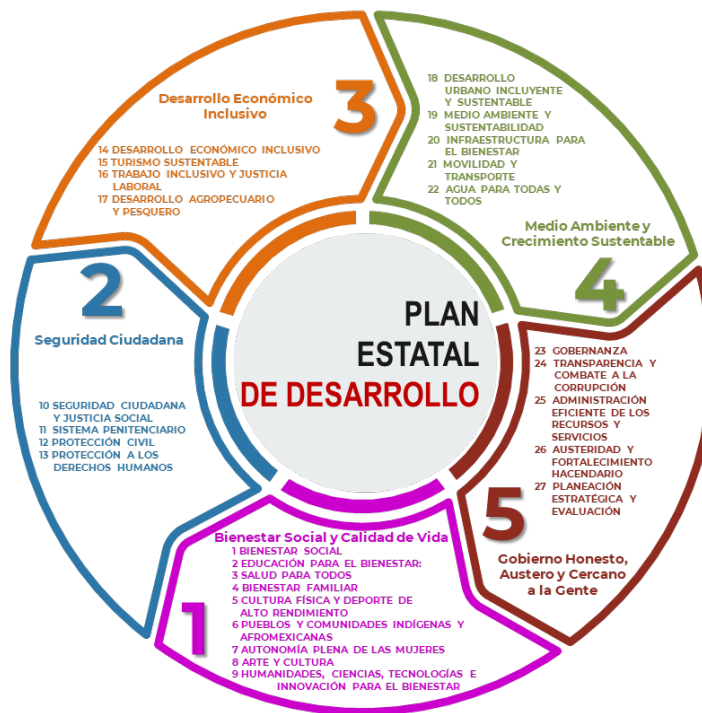 PLAN
ESTATAL
DE DESARROLLO
1
Bienestar Social y Calidad de Vida
1 BIENESTAR SOCIAL
2 EDUCACIÓN PARA EL BIENESTAR:
3 SALUD PARA TODOS
4 BIENESTAR FAMILIAR
5 CULTURA FÍSICA Y DEPORTE DE
ALTO RENDIMIENTO
6 PUEBLOS Y COMUNIDADES INDÍGENAS Y
AFROMEXICANAS
7 AUTONOMÍA PLENA DE LAS MUJERES
8 ARTE Y CULTURA
9 HUMANIDADES, CIENCIAS, TECNOLOGÍAS E
INNOVACIÓN PARA EL BIENESTAR
2
Seguridad Ciudadana
10 SEGURIDAD CIUDADANA
Y JUSTICIA SOCIAL
11 SISTEMA PENITENCIARIO
12 PROTECCIÓN CIVIL
13 PROTECCIÓN A LOS
DERECHOS HUMANOS
3
Desarrollo Económico
Inclusivo
14 DESARROLLO ECONÓMICO INCLUSIVO
15 TURISMO SUSTENTABLE
16 TRABAJO INCLUSIVO Y JUSTICIA
LABORAL
17 DESARROLLO AGROPECUARIO
Y PESQUERO
18 DESARROLLO
URBANO INCLUYENTE
Y SUSTENTABLE
19 MEDIO AMBIENTE Y
SUSTENTABILIDAD
20 INFRAESTRUCTURA PARA
EL BIENESTAR
21 MOVILIDAD Y
TRANSPORTE
22 AGUA PARA TODAS Y
TODOS
Medio Ambiente y
Crecimiento Sustentable
4
23 GOBERNANZA
24 TRANSPARENCIA Y
COMBATE A LA
CORRUPCIÓN
25 ADMINISTRACIÓN
EFICIENTE DE LOS
RECURSOS Y
SERVICIOS
26 AUSTERIDAD Y
FORTALECIMIENTO
HACENDARIO
27 PLANEACIÓN
ESTRATÉGICA Y
EVALUACIÓN
5
Gobierno Honesto,
Austero y Cercano
a la Gente